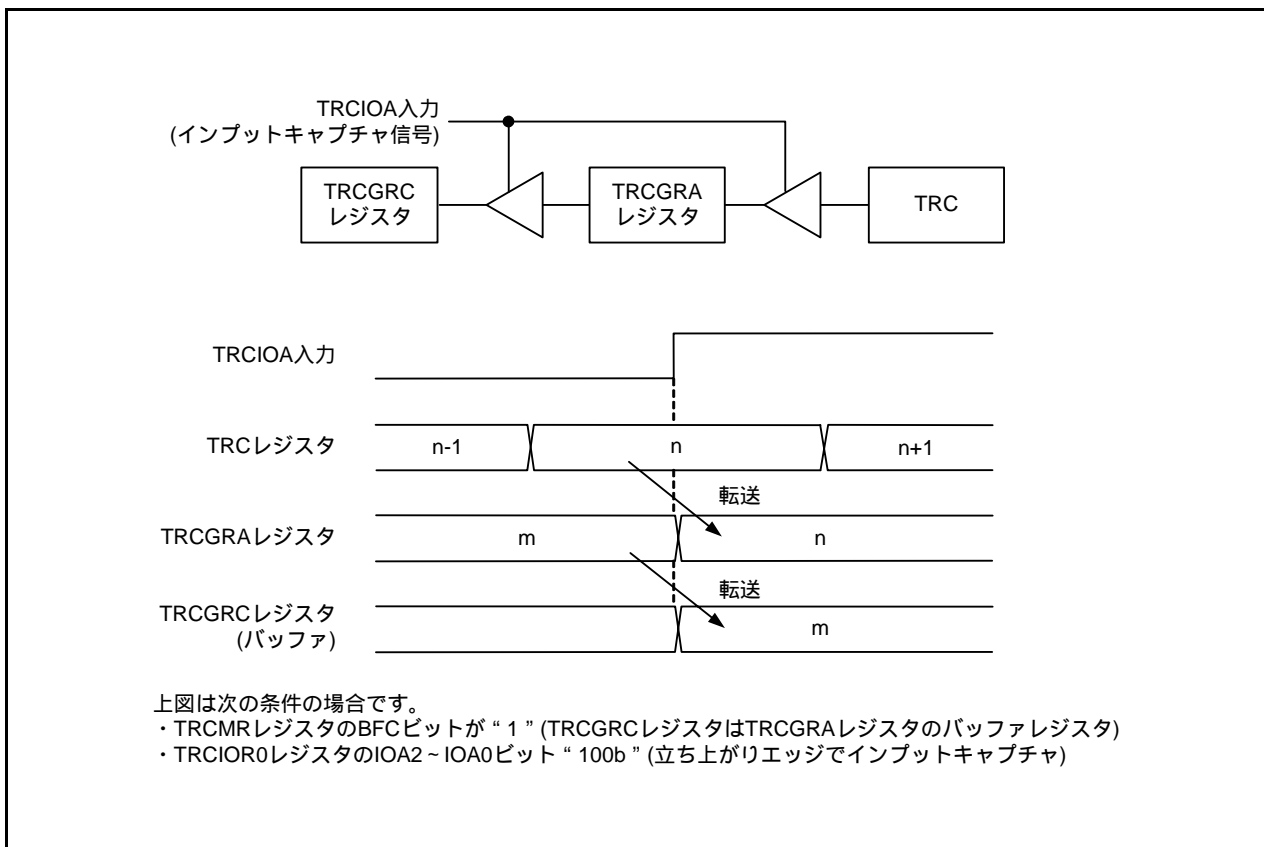 TRCIOA入力
(インプットキャプチャ信号)
TRCGRC
レジスタ
TRCGRA
レジスタ
TRC
TRCIOA入力
TRCレジスタ
n-1
n
n+1
転送
TRCGRAレジスタ
m
n
転送
TRCGRCレジスタ
(バッファ)
m
上図は次の条件の場合です。
・TRCMRレジスタのBFCビットが“1”(TRCGRCレジスタはTRCGRAレジスタのバッファレジスタ)
・TRCIOR0レジスタのIOA2~IOA0ビット“100b”(立ち上がりエッジでインプットキャプチャ)